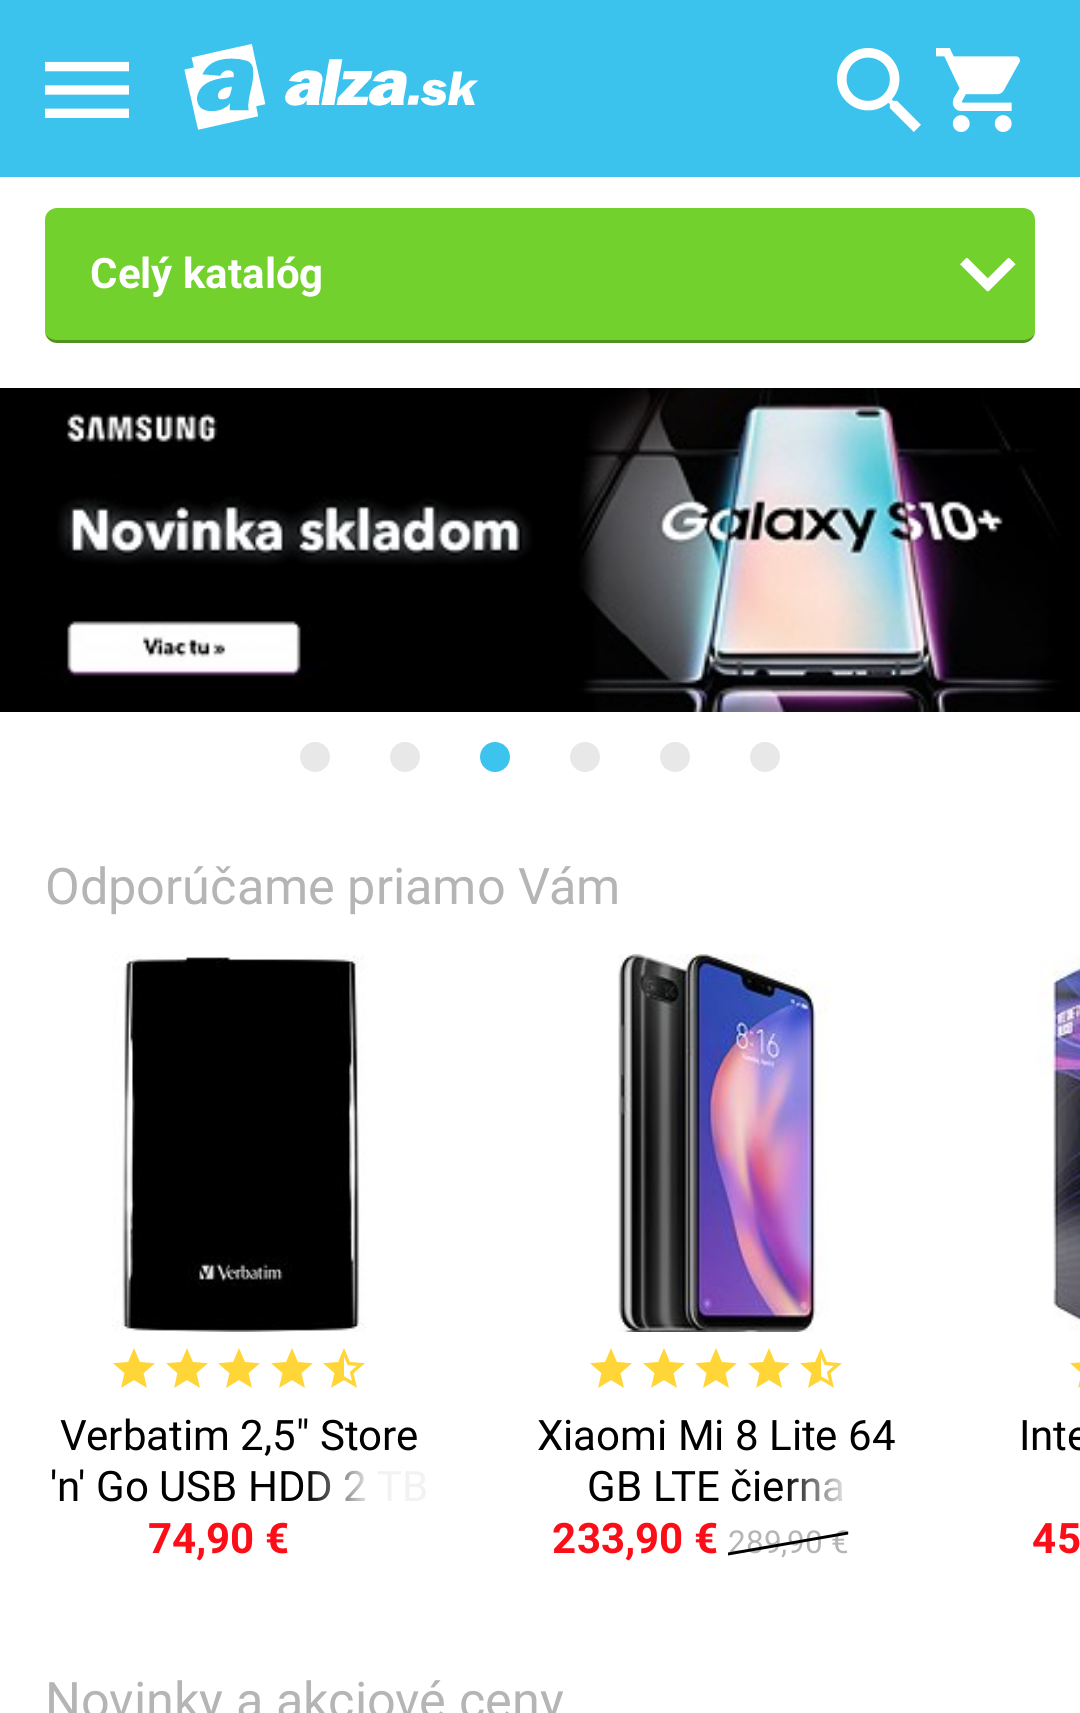 alza.sk
Celý katalóg
SAMSUNG
Novinka skladom
Galaxy S10+
Viac tu »
Odporúčame priamo Vám
8:16
Verbatim
Verbatim 2,5" Store
'n' Go USB HDD 2 TB
74,90 €
Xiaomi Mi 8 Lite 64
GB LTE čierna
233,90 € 289,90 €
Inte
45
Novinky a akciové ceny